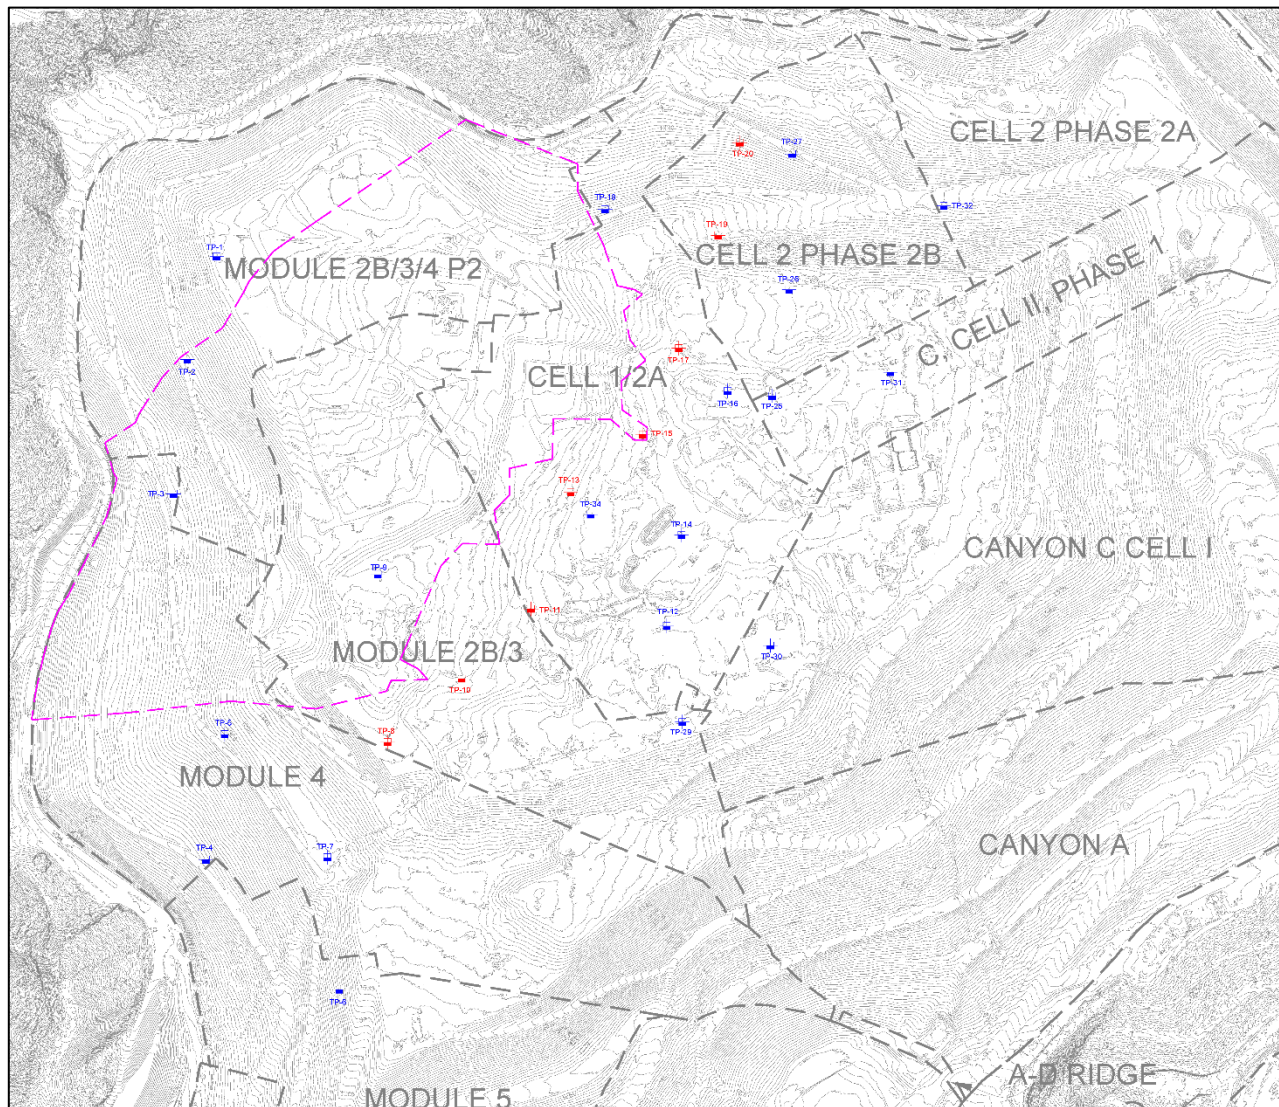 CELL 2 PHASE 2A
TP-20
TP-27
TP-18
TP-32
TP-19
TP-1
CELL 2 PHASE 2B
MODULE 2B/3/4 P2
TP-26
C, CELL II, PHASE 1
TP-17
TP-2
CELL 1/2A
TP-31
TP-16
TP-25
TP-15
TP-13
TP-3
TP-34
TP-14
CANYON C CELL I
TP-9
TP-11
TP-12
MODULE 2B/3
TP-30
TP-10
TP-6
TP-29
TP-8
MODULE 4
CANYON A
TP-4
TP-7
TP-6
A-D RIDGE
MODULE 5